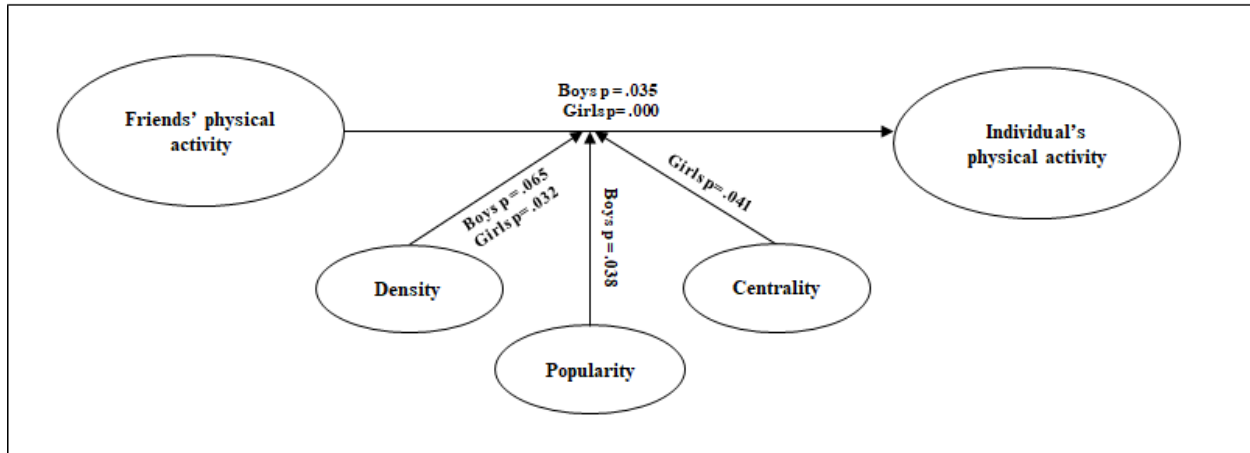 Boys p = .035
Girls p= .000
Friends' physical
activity
Individual's
physical activity
Boys p = .065
Girls p= .032
Boys p = .038
Girls p= .041
Density
Centrality
Popularity